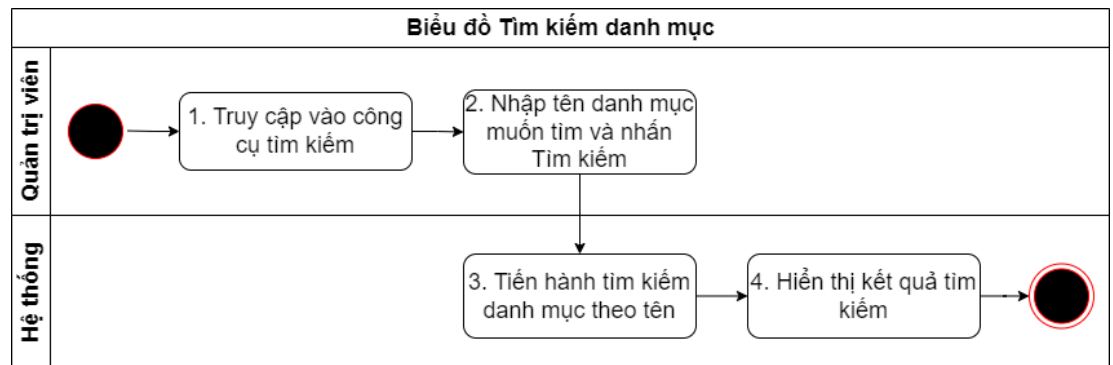 Biểu đồ Tìm kiếm danh mục
Quản trị viên
1. Truy cập vào công
cụ tìm kiếm
2. Nhập tên danh mục
muốn tìm và nhấn
Tìm kiếm
Hệ thống
3. Tiến hành tìm kiếm
danh mục theo tên
4. Hiển thị kết quả tìm
kiếm